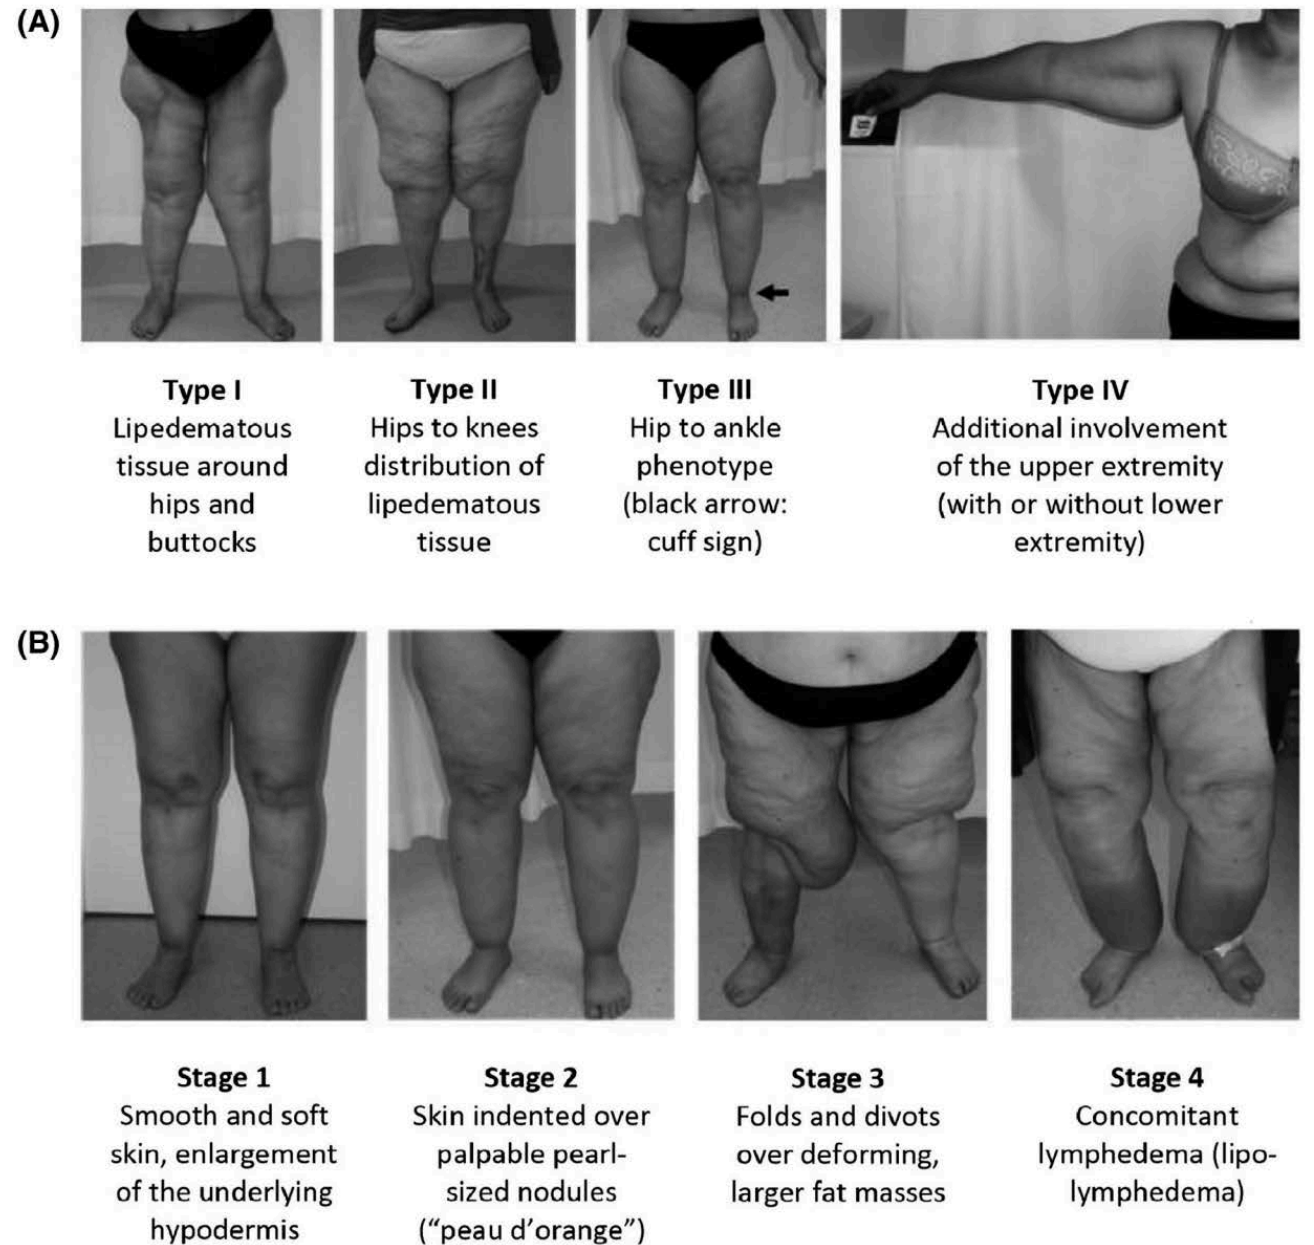 (A)
Type I
Lipedematous
tissue around
hips and
buttocks
Type II
Hips to knees
distribution of
lipedematous
tissue
Type III
Hip to ankle
phenotype
(black arrow:
cuff sign)
Type IV
Additional involvement
of the upper extremity
(with or without lower
extremity)
(B)
Stage 1
Smooth and soft
skin, enlargement
of the underlying
hypodermis
Stage 2
Skin indented over
palpable pearl-
sized nodules
(“peau d’orange”)
Stage 3
Folds and divots
over deforming,
larger fat masses
Stage 4
Concomitant
lymphedema (lipo-
lymphedema)